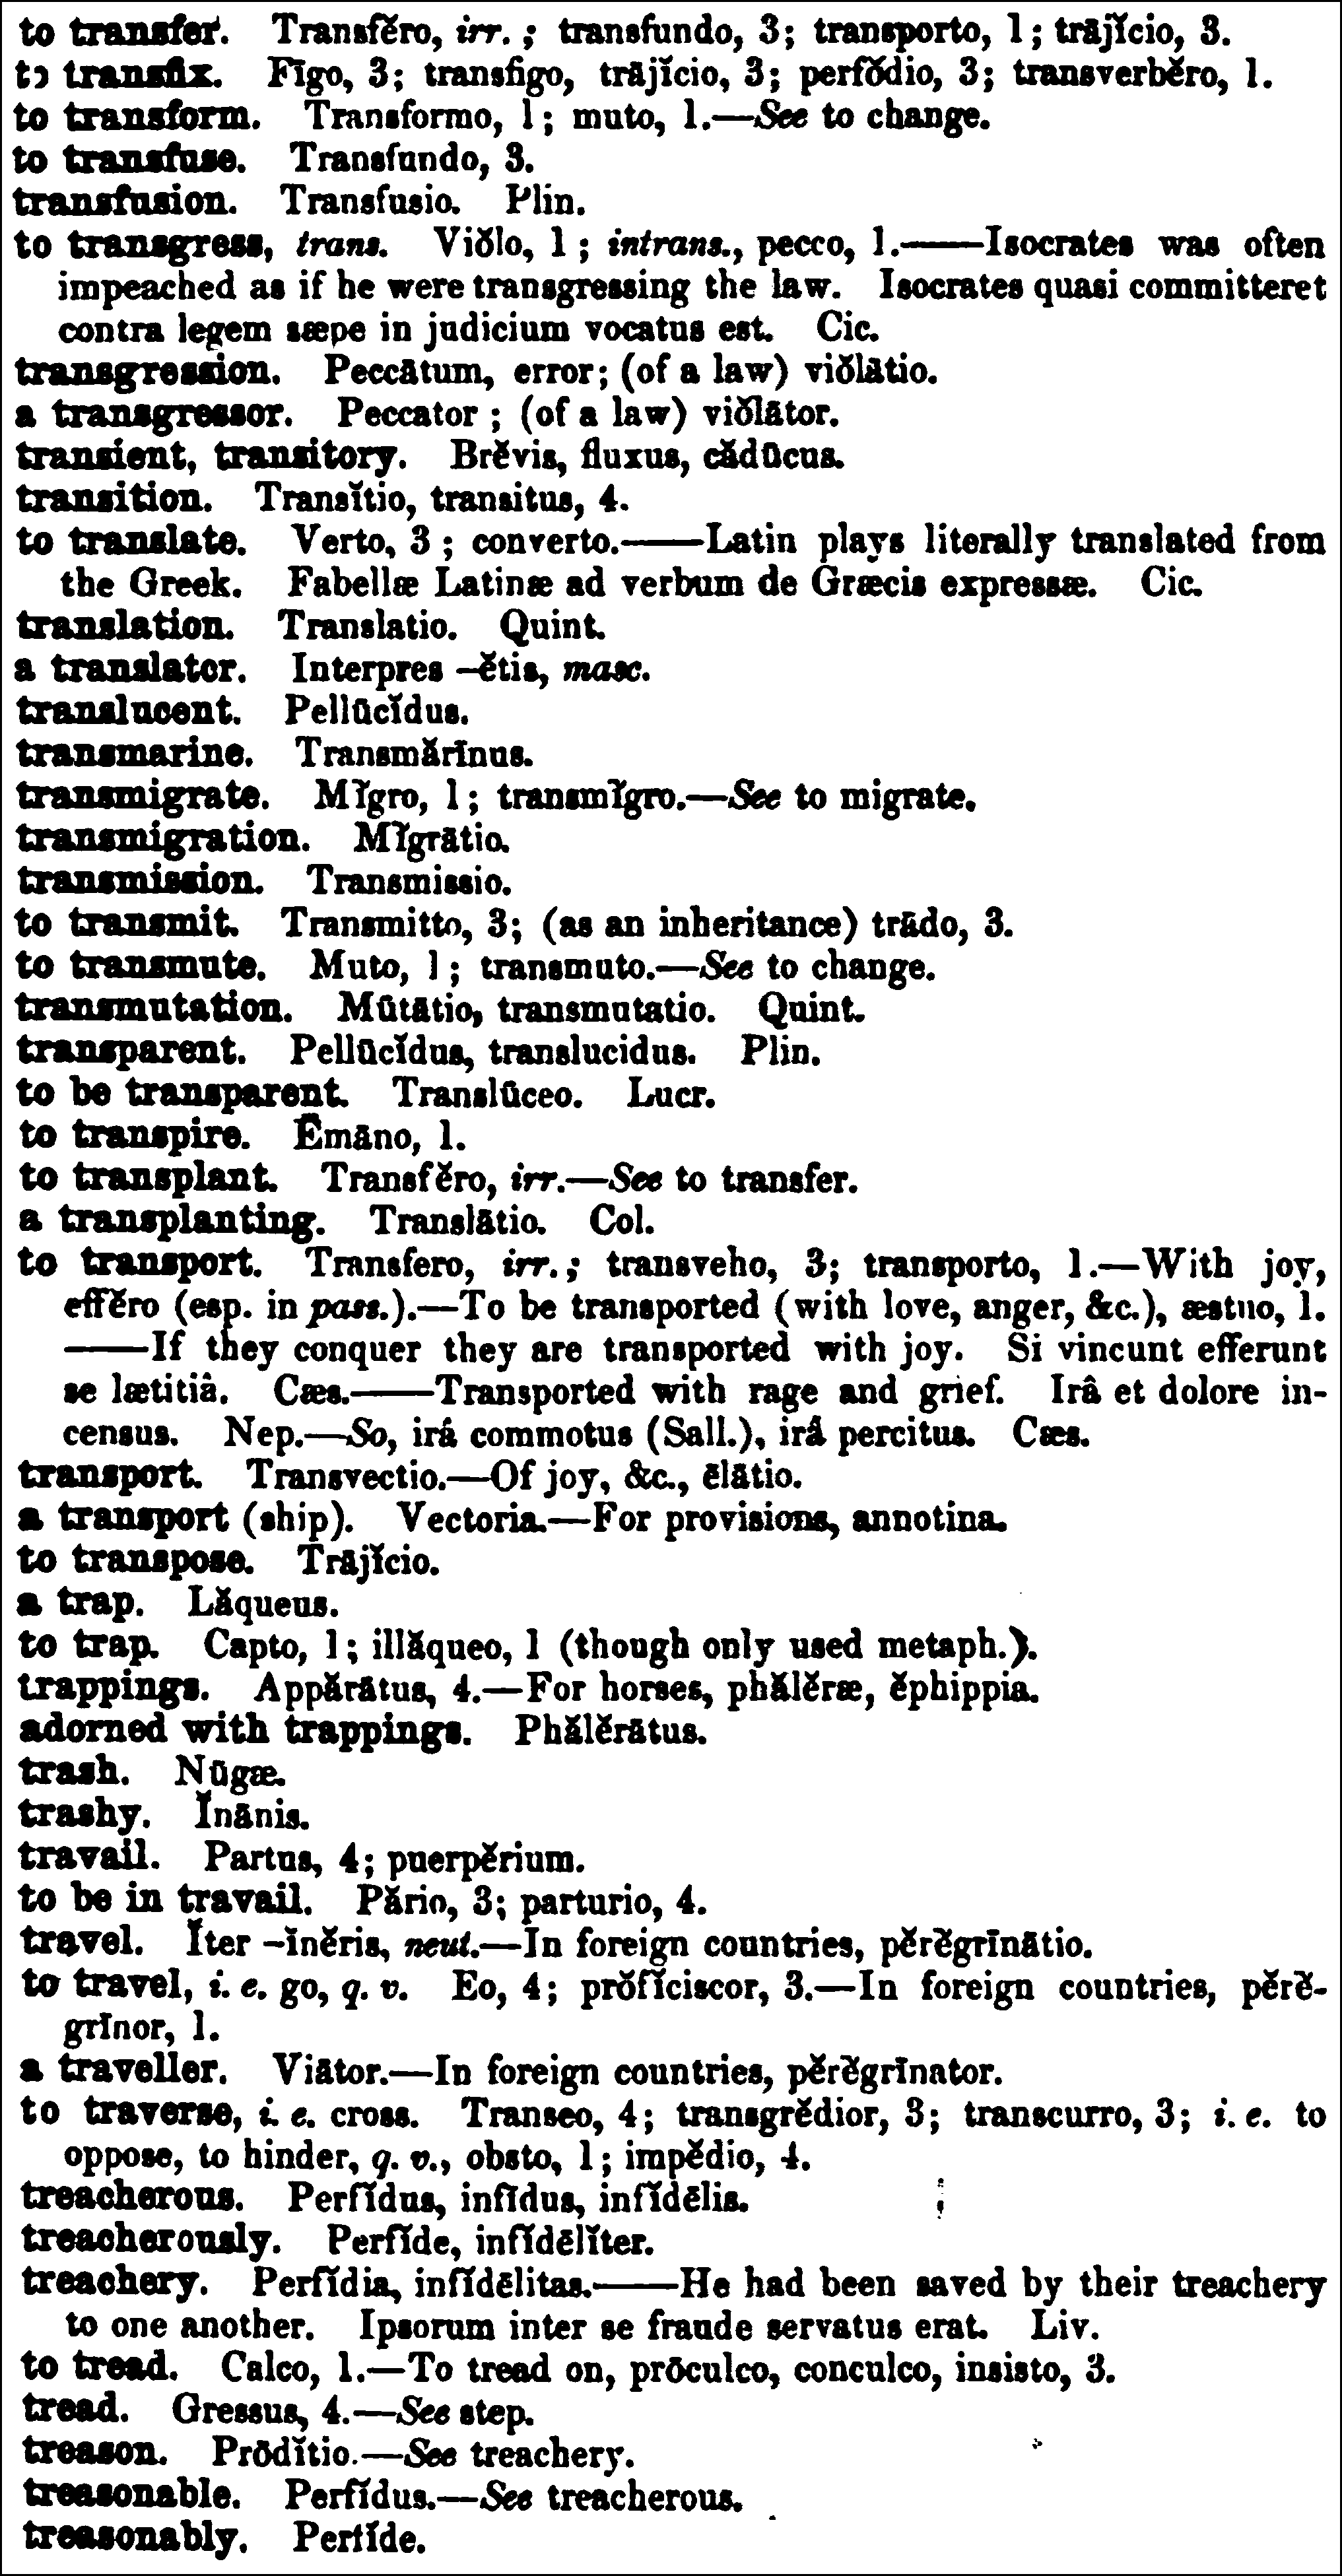 to transfer. Transfĕro, irr.; transfundo, 3; transporto, 1; trājĭcio, 3.
to transfix. Fīgo, 3; transfigo, trājĭcio, 3; perfŏdio, 3; transverbĕro, 1.
to transform. Transformo, 1; muto, 1.—See to change.
to transfuse. Transfundo, 3.
transfusion. Transfusio. Plin.
to transgress, trans. Viŏlo, 1; intrans., pecco, 1.——Isocrates was often
impeached as if he were transgressing the law. Isocrates quasi committeret
contra legem sæpe in judicium vocatus est. Cic.
transgression. Peccātum, error; (of a law) viŏlātio.
a transgressor. Peccator; (of a law) viŏlātor.
transient, transitory. Brĕvis, fluxus, cădūcus.
transition. Transĭtio, transitus, 4.
to translate. Verto, 3; converto.——Latin plays literally translated from
the Greek. Fabellæ Latinæ ad verbum de Græcis expressæ. Cic.
translation. Translatio. Quint.
a translator. Interpres –ĕtis, masc.
translucent. Pellūcĭdus.
transmarine. Transmărīnus.
transmigrate. Mī̆gro, 1; transmī̆gro.—See to migrate.
transmigration. Mī̆grātio.
transmission. Transmissio.
to transmit. Transmitto, 3; (as an inheritance) trādo, 3.
to transmute. Muto, 1; transmuto.—See to change.
transmutation. Mūtātio, transmutatio. Quint.
transparent. Pellūcĭdus, translucidus. Plin.
to be transparent. Translūceo. Lucr.
to transpire. Ēmāno, 1.
to transplant. Transfĕro, irr.—See to transfer.
a transplanting. Translātio. Col.
to transport. Transfero, irr.; transveho, 3; transporto, 1.—With joy,
effĕro (esp. in pass.).—To be transported (with love, anger, &c.), æstuo, 1.
——If they conquer they are transported with joy. Si vincunt efferunt
se lætitiâ. Cæs.——Transported with rage and grief. Irâ et dolore in-
census. Nep.—So, irâ commotus (Sall.), irâ percitus. Cæs.
transport. Transvectio.—Of joy, &c., ēlātio.
a transport (ship). Vectoria.—For provisions, annotina.
to transpose. Trājĭcio.
a trap. Lăqueus.
to trap. Capto, 1; illăqueo, 1 (though only used metaph.).
trappings. Appărātus, 4.—For horses, phălĕræ, ĕphippia.
adorned with trappings. Phălĕrātus.
trash. Nūgæ.
trashy. Ĭnānis.
travail. Partus, 4; puerpĕrium.
to be in travail. Părio, 3; parturio, 4.
travel. Ĭter –ĭnĕris, neut.—In foreign countries, pĕrē̆grīnātio.
to travel, i. e. go, q. v. Eo, 4; prŏfĭciscor, 3.—In foreign countries, pĕrē̆-
grīnor, 1.
a traveller. Viātor.—In foreign countries, pĕrē̆grīnator.
to traverse, i. e. cross. Transeo, 4; transgrĕdior, 3; transcurro, 3; i. e. to
oppose, to hinder, q. v., obsto, 1; impĕdio, 4.
treacherous. Perfĭdus, infīdus, infĭdēlis.
treacherously. Perfĭde, infĭdēlĭter.
treachery. Perfĭdia, infĭdēlitas.——He had been saved by their treachery
to one another. Ipsorum inter se fraude servatus erat. Liv.
to tread. Calco, 1.—To tread on, prōculco, conculco, insisto, 3.
tread. Gressus, 4.—See step.
treason. Prōdĭtio.—See treachery.
treasonable. Perfĭdus.—See treacherous.
treasonably. Perfĭde.